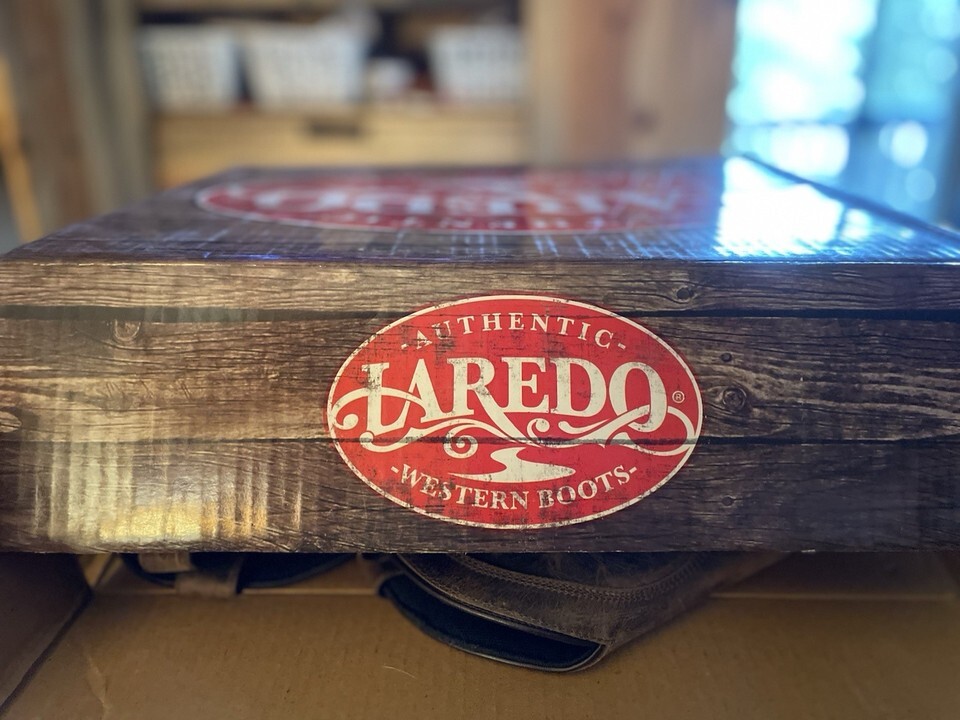 -AUTHENTIC-
LAREDO®
-WESTERN BOOTS-